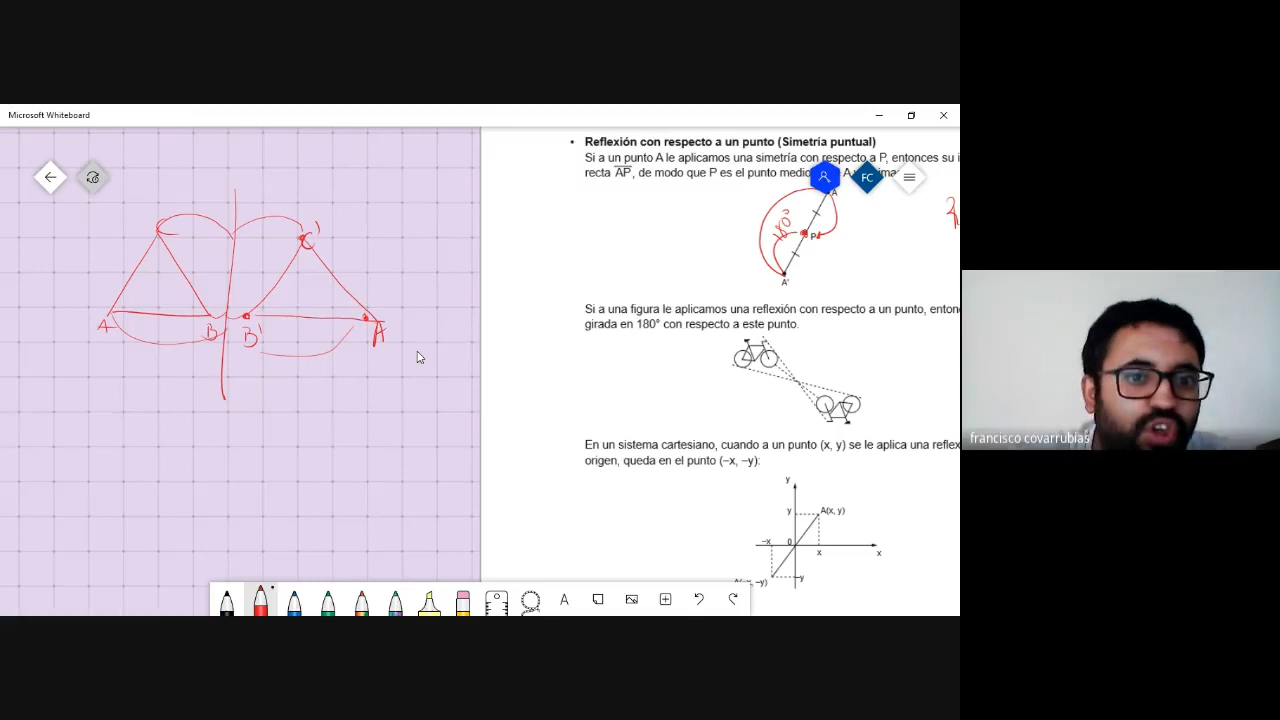 Microsoft Whiteboard
FC
C'
A
B
B'
A
• Reflexión con respecto a un punto (Simetría puntual)
Si a un punto A le aplicamos una simetría con respecto a P, entonces su i
recta AP, de modo que P es el punto medio
A
180°
P
A'
Si a una figura le aplicamos una reflexión con respecto a un punto, enton
girada en 180° con respecto a este punto.
En un sistema cartesiano, cuando a un punto (x, y) se le aplica una reflex
origen, queda en el punto (–x, –y):
y
y A(x, y)
–x 0 x x
–y)
–y
A
francisco covarrubias